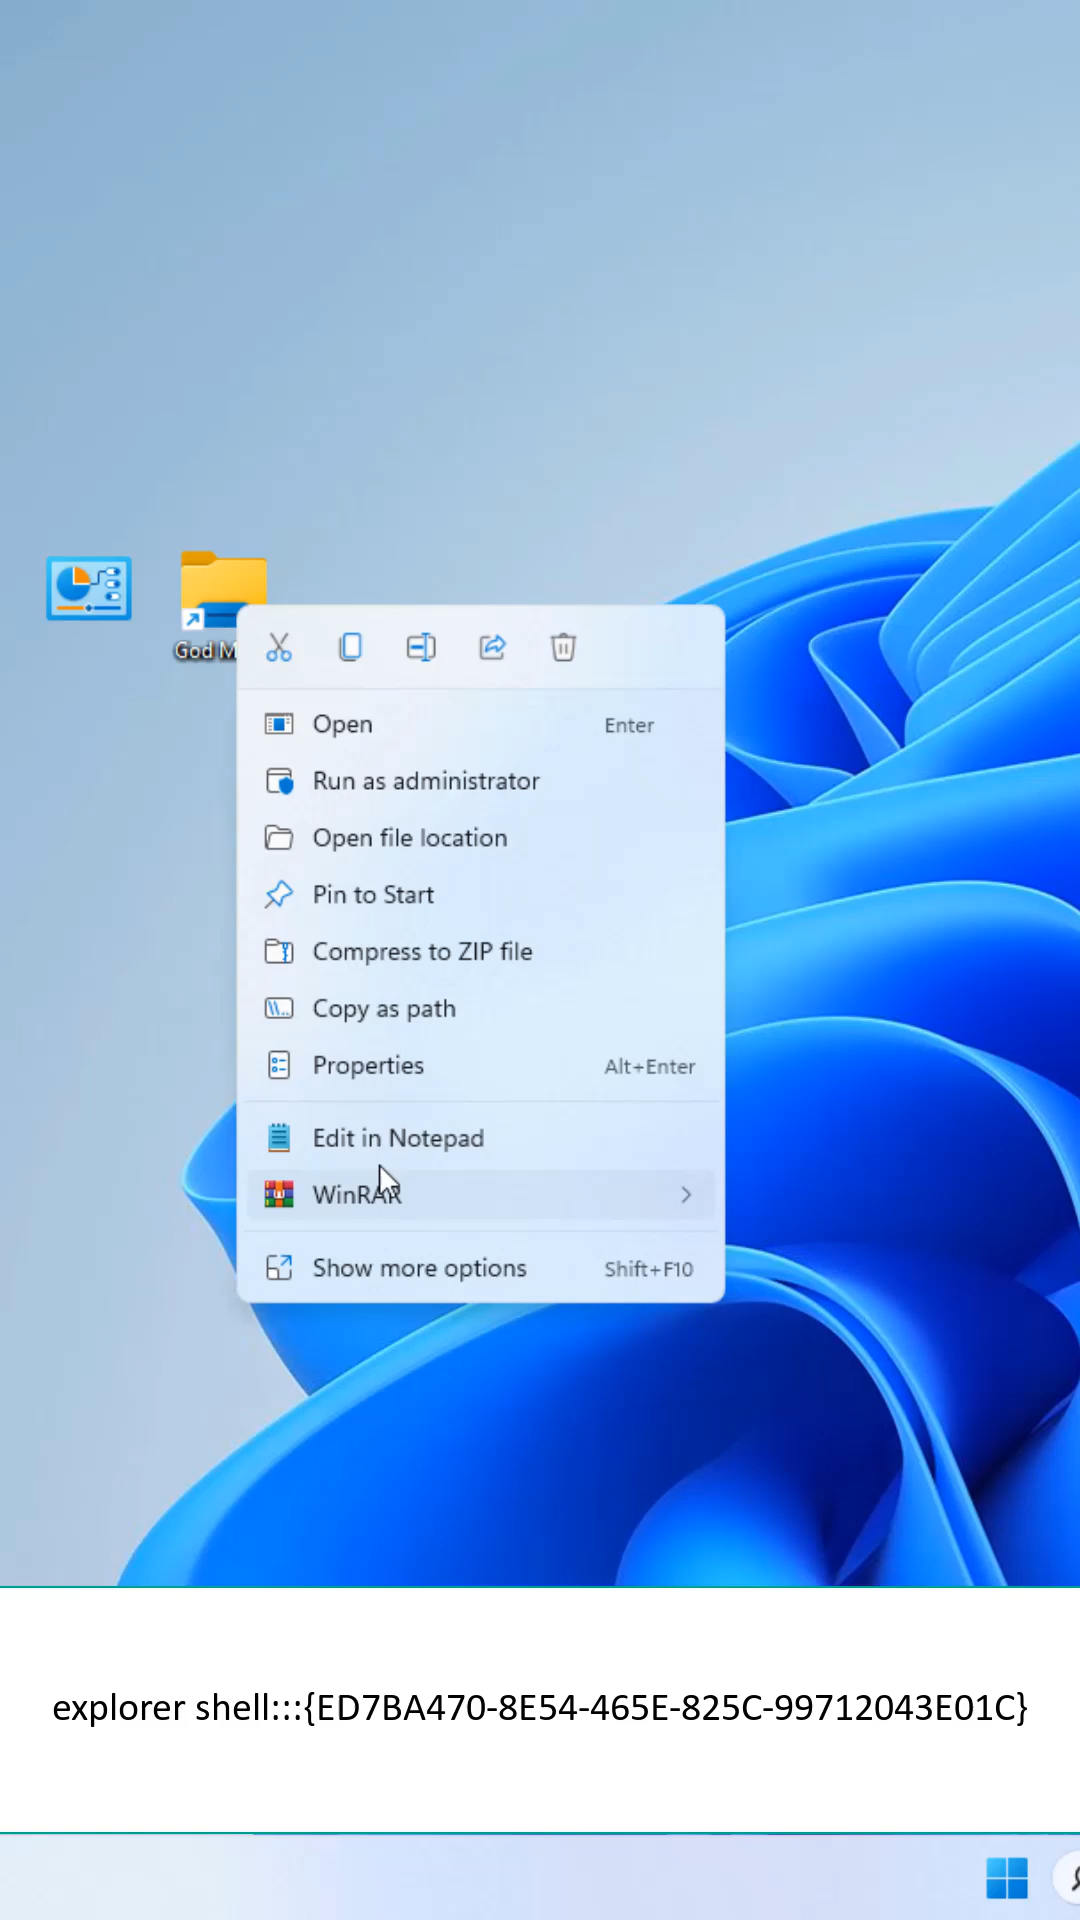 God M
Open Enter
Run as administrator
Open file location
Pin to Start
Compress to ZIP file
Copy as path
Properties Alt+Enter
Edit in Notepad
WinRAR
Show more options Shift+F10
explorer shell:::{ED7BA470-8E54-465E-825C-99712043E01C}